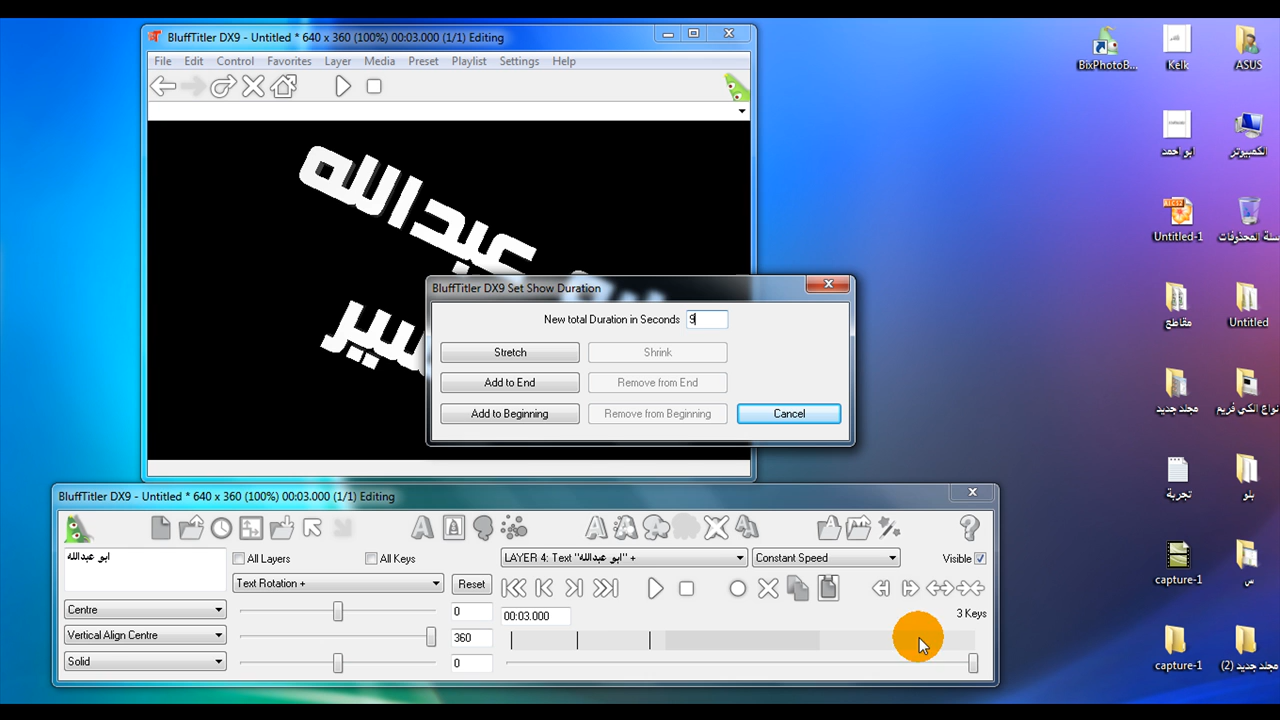 BluffTitler DX9 - Untitled * 640 x 360 (100%) 00:03.000 (1/1) Editing
File Edit Control Favorites Layer Media Preset Playlist Settings Help
عبدالله
BluffTitler DX9 Set Show Duration
New total Duration in Seconds 9
Stretch Shrink
Add to End Remove from End
Add to Beginning Remove from Beginning Cancel
BluffTitler DX9 - Untitled * 640 x 360 (100%) 00:03.000 (1/1) Editing
ابو عبدالله
All Layers All Keys
LAYER 4: Text "ابو عبدالله" +
Constant Speed
Visible
Text Rotation + Reset
Centre 0
00:03.000
3 Keys
Vertical Align Centre 360
Solid 0
BixPhotoB... Kelk ASUS
ابو احمد الكمبيوتر
Untitled-1 سلة المحذوفات
مقاطع Untitled
مجلد جديد انواع الكي فريم
تجربة بلو
capture-1 س
capture-1 مجلد جديد (2)